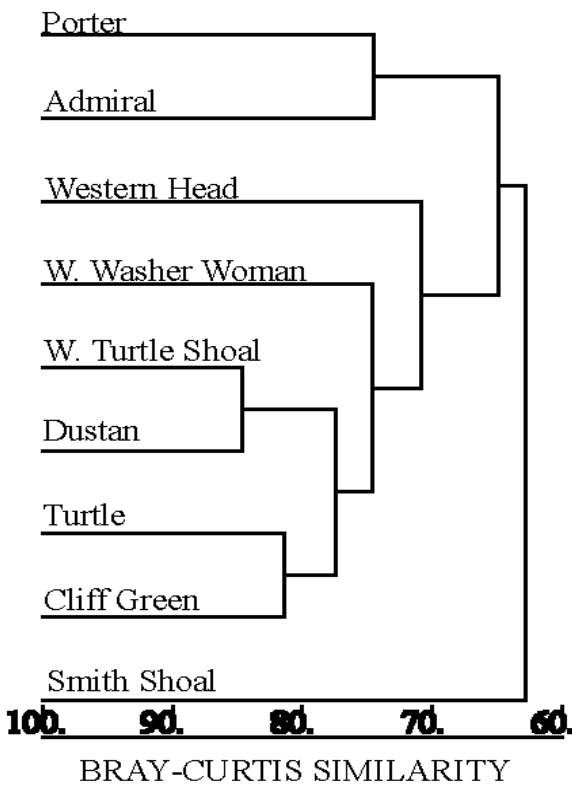 Porter
Admiral
Western Head
W. Washer Woman
W. Turtle Shoal
Dustan
Turtle
Cliff Green
Smith Shoal
100. 90. 80. 70. 60.
BRAY-CURTIS SIMILARITY